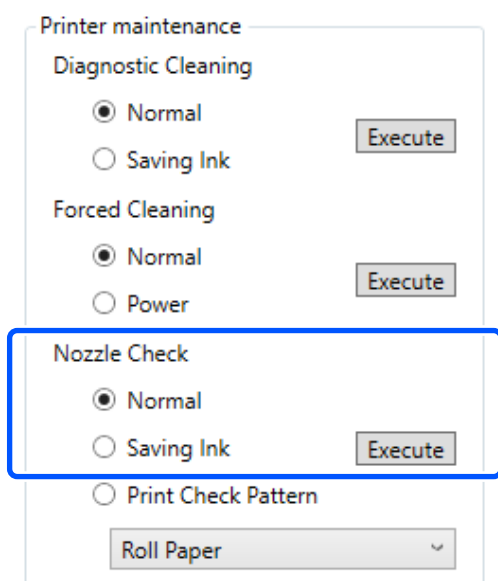 Printer maintenance
Diagnostic Cleaning
Normal
Saving Ink
Execute
Forced Cleaning
Normal
Power
Execute
Nozzle Check
Normal
Saving Ink
Execute
Print Check Pattern
Roll Paper